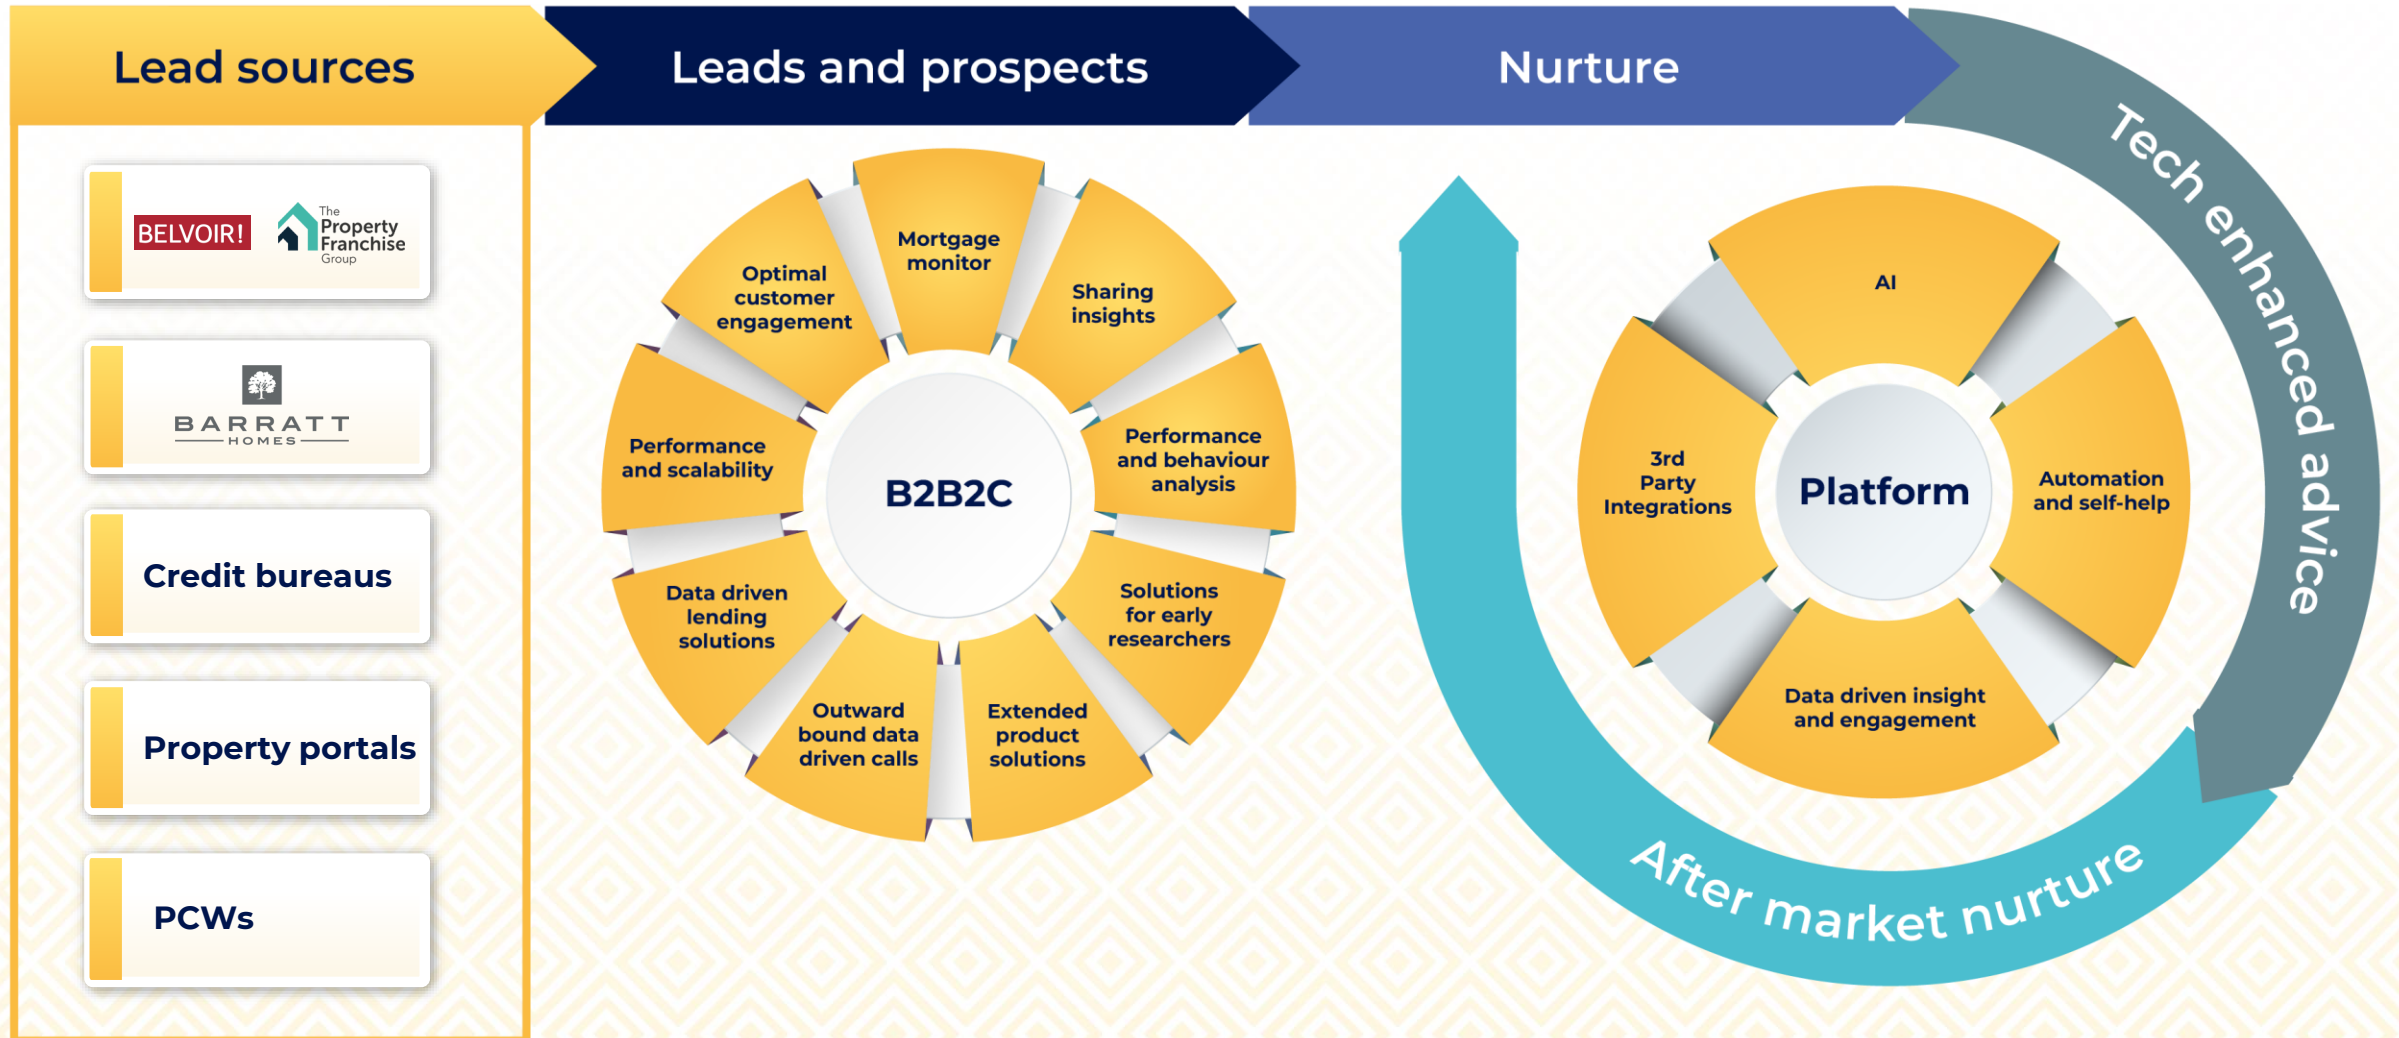 Lead sources
Leads and prospects
Nurture
Tech enhanced advice
After market nurture
BELVOIR!
The
Property
Franchise
Group
BARRATT
HOMES
Credit bureaus
Property portals
PCWs
B2B2C
Mortgage
monitor
Sharing
insights
Performance
and behaviour
analysis
Solutions
for early
researchers
Extended
product
solutions
Outward
bound data
driven calls
Data driven
lending
solutions
Performance
and scalability
Optimal
customer
engagement
Platform
AI
Automation
and self-help
Data driven insight
and engagement
3rd
Party
Integrations